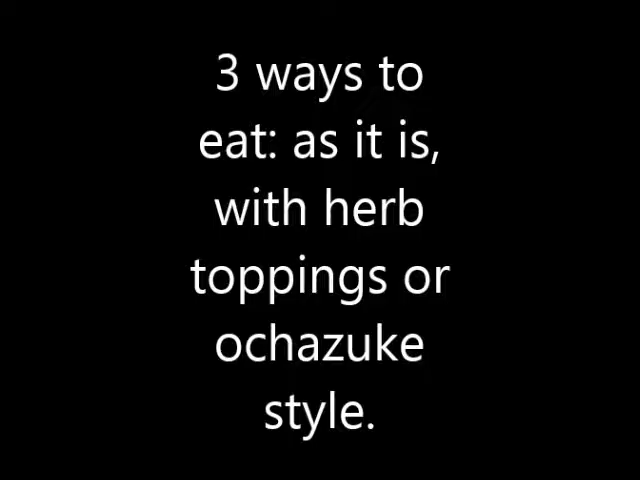 3 ways to
eat: as it is,
with herb
toppings or
ochazuke
style.